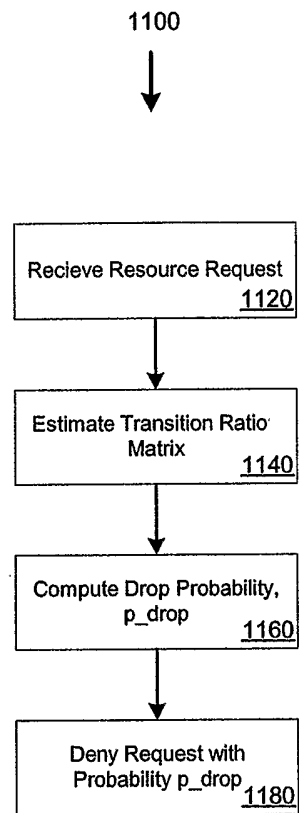 1100
Recieve Resource Request
1120
Estimate Transition Ratio
Matrix
1140
Compute Drop Probability,
p_drop
1160
Deny Request with
Probability p_drop
1180